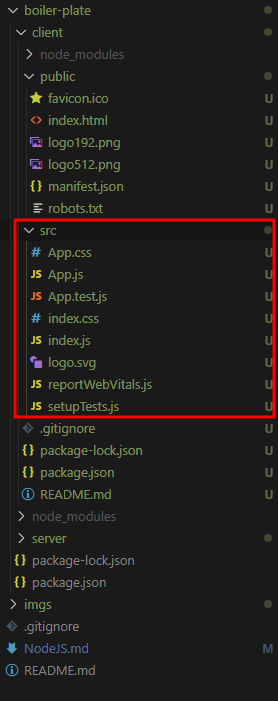 boiler-plate
client
node_modules
public
favicon.ico U
index.html U
logo192.png U
logo512.png U
manifest.json U
robots.txt U
src
App.css U
JS App.js U
JS App.test.js U
index.css U
JS index.js U
logo.svg U
JS reportWebVitals.js U
JS setupTests.js U
.gitignore U
package-lock.json U
package.json U
README.md U
node_modules
server
package-lock.json
package.json
imgs
.gitignore
NodeJS.md M
README.md